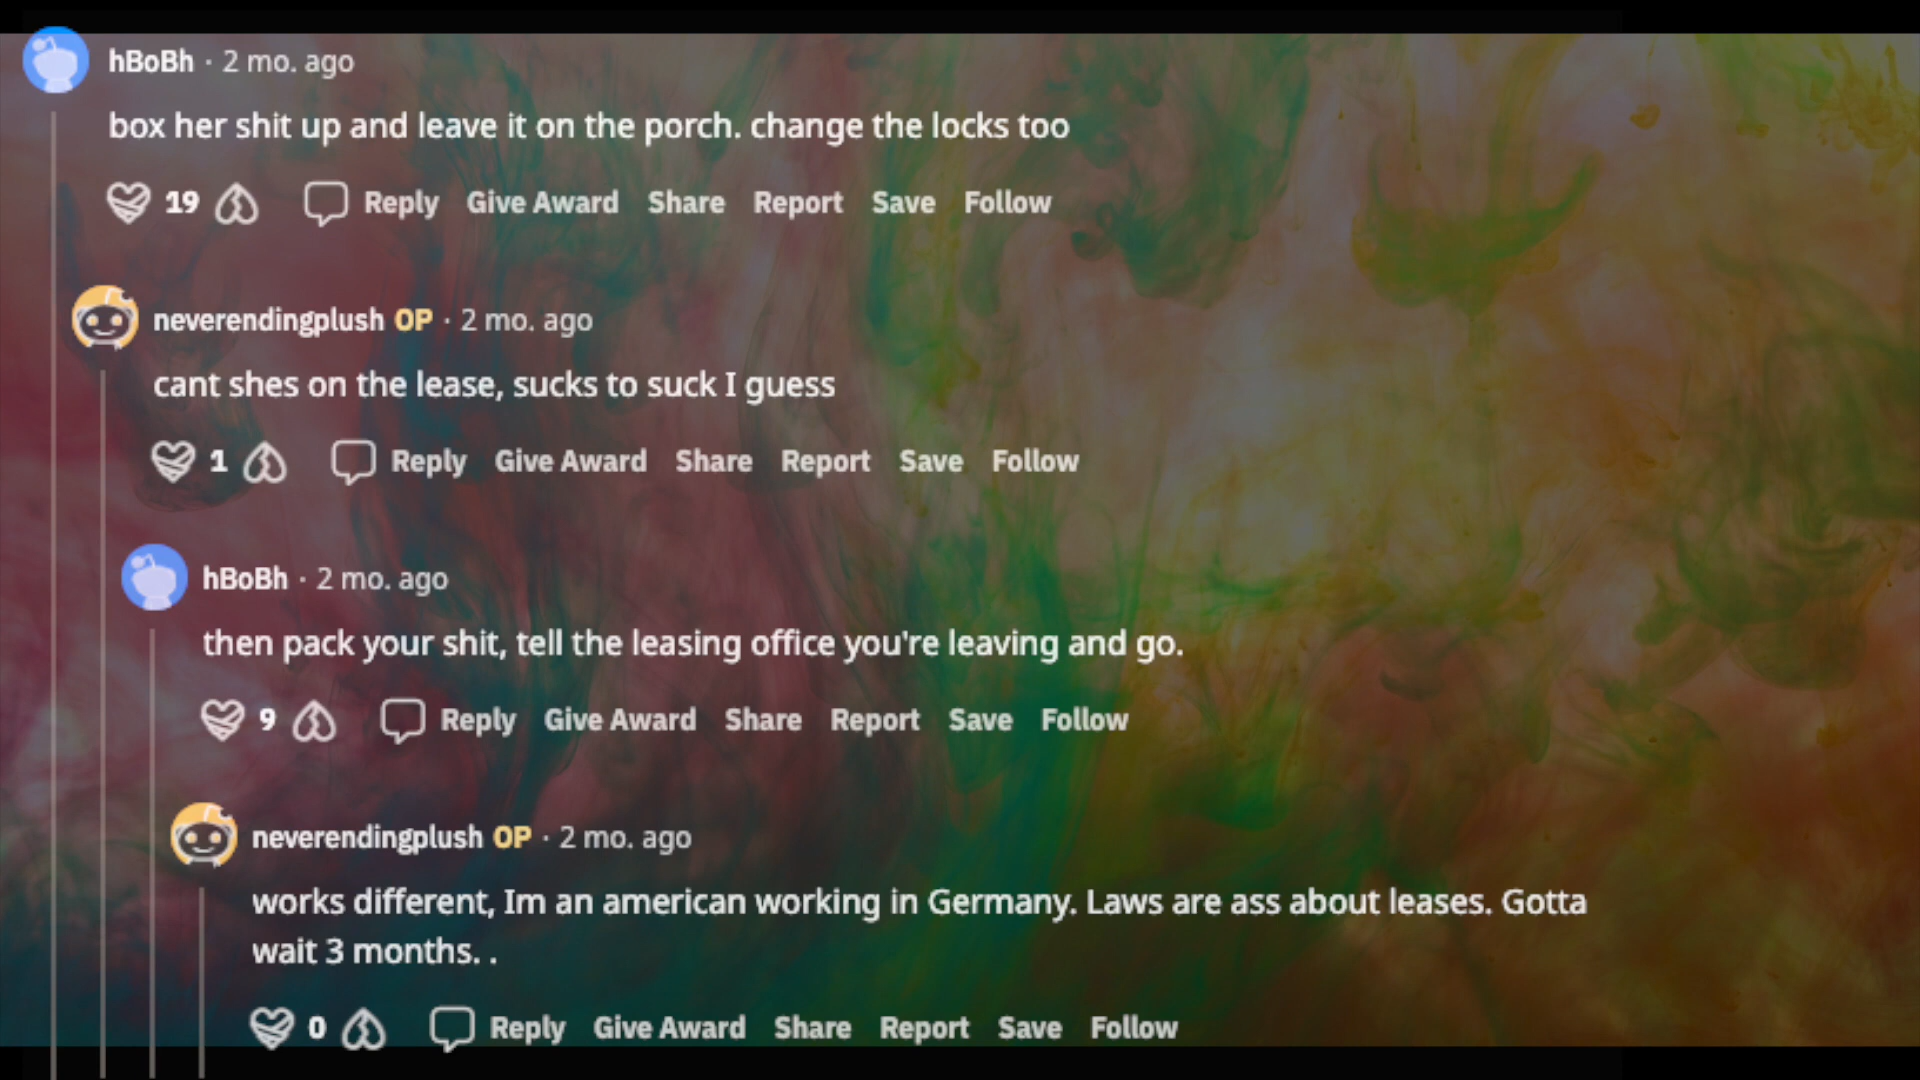 hBoBh · 2 mo. ago
box her shit up and leave it on the porch. change the locks too
19 Reply Give Award Share Report Save Follow
neverendingplush OP · 2 mo. ago
cant shes on the lease, sucks to suck I guess
1 Reply Give Award Share Report Save Follow
hBoBh · 2 mo. ago
then pack your shit, tell the leasing office you're leaving and go.
9 Reply Give Award Share Report Save Follow
neverendingplush OP · 2 mo. ago
works different, Im an american working in Germany. Laws are ass about leases. Gotta
wait 3 months. .
0 Reply Give Award Share Report Save Follow